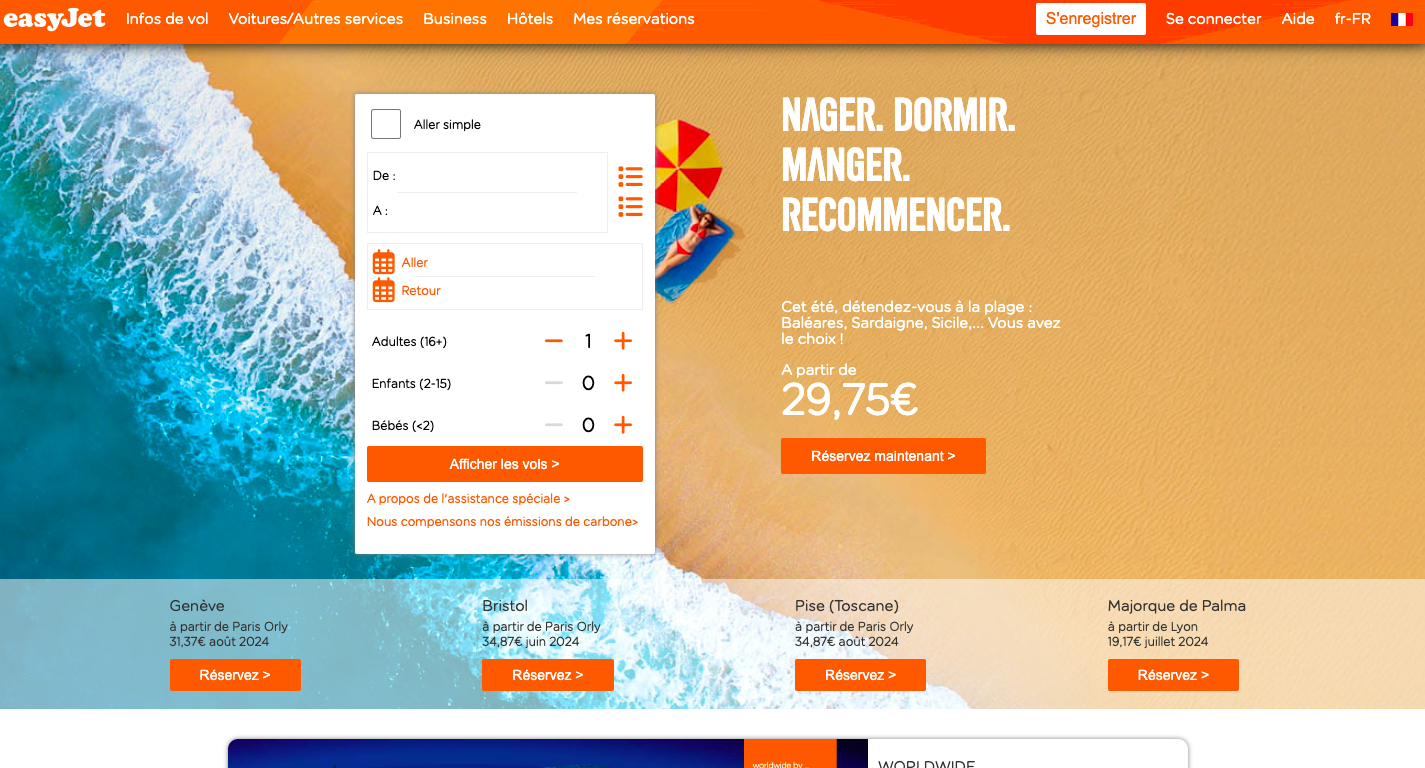 easyJet
Infos de vol
Voitures/Autres services
Business
Hôtels
Mes réservations
S'enregistrer
Se connecter
Aide
fr-FR
Aller simple
De :
A :
Aller
Retour
Adultes (16+)
1
Enfants (2-15)
0
Bébés (<2)
0
Afficher les vols >
A propos de l'assistance spéciale >
Nous compensons nos émissions de carbone>
NAGER. DORMIR.
MANGER.
RECOMMENCER.
Cet été, détendez-vous à la plage :
Baléares, Sardaigne, Sicile,... Vous avez
le choix !
A partir de
29,75€
Réservez maintenant >
Genève
à partir de Paris Orly
31,37€ août 2024
Réservez >
Bristol
à partir de Paris Orly
34,87€ juin 2024
Réservez >
Pise (Toscane)
à partir de Paris Orly
34,87€ août 2024
Réservez >
Majorque de Palma
à partir de Lyon
19,17€ juillet 2024
Réservez >
worldwide by
WORLDWIDE